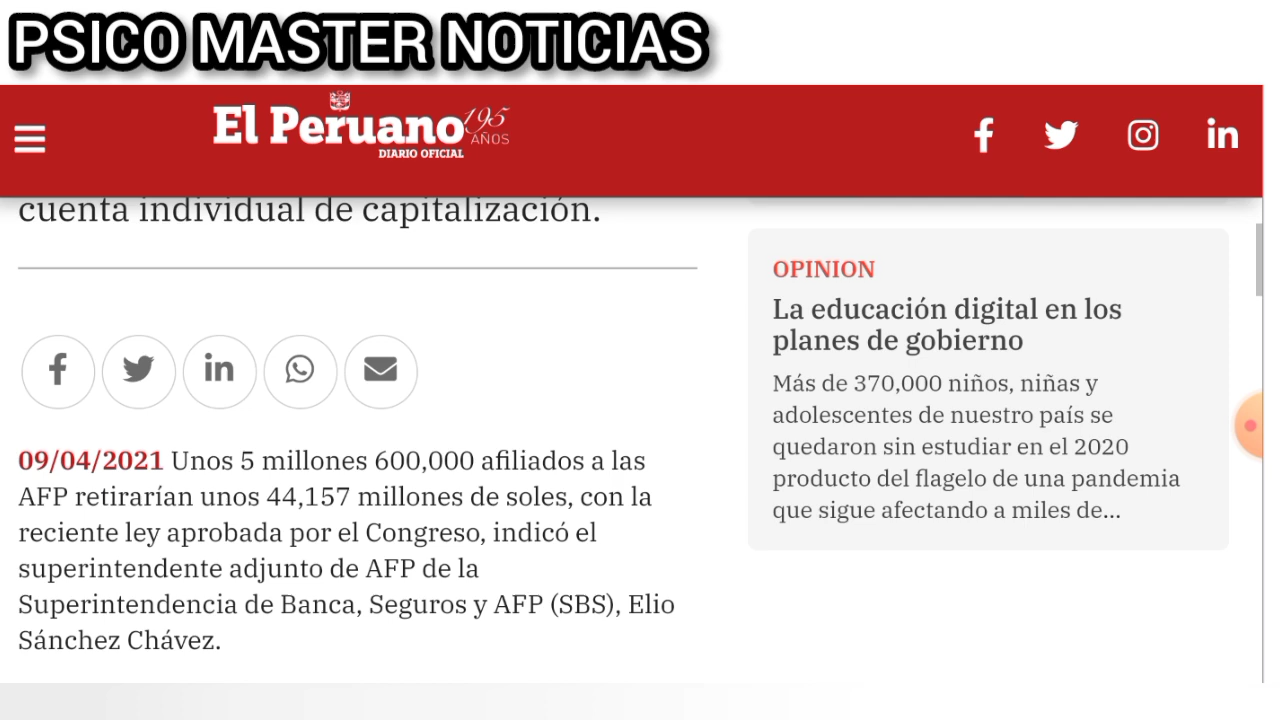 PSICO MASTER NOTICIAS
El Peruano
195
AÑOS
DIARIO OFICIAL
cuenta individual de capitalización.
09/04/2021 Unos 5 millones 600,000 afiliados a las
AFP retirarían unos 44,157 millones de soles, con la
reciente ley aprobada por el Congreso, indicó el
superintendente adjunto de AFP de la
Superintendencia de Banca, Seguros y AFP (SBS), Elio
Sánchez Chávez.
OPINION
La educación digital en los
planes de gobierno
Más de 370,000 niños, niñas y
adolescentes de nuestro país se
quedaron sin estudiar en el 2020
producto del flagelo de una pandemia
que sigue afectando a miles de...